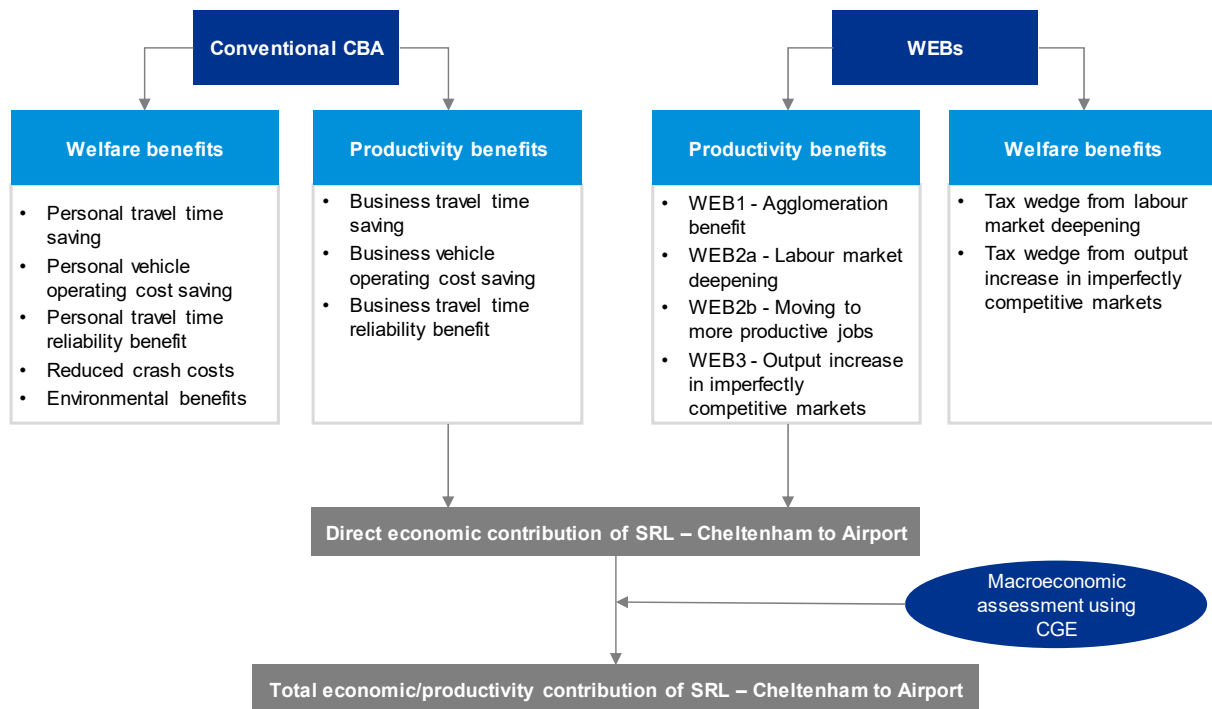 Conventional CBA
WEBs
Welfare benefits
• Personal travel time
saving
• Personal vehicle
operating cost saving
• Personal travel time
reliability benefit
• Reduced crash costs
• Environmental benefits
Productivity benefits
• Business travel time
saving
• Business vehicle
operating cost saving
• Business travel time
reliability benefit
Productivity benefits
• WEB1 - Agglomeration
benefit
• WEB2a - Labour market
deepening
• WEB2b - Moving to
more productive jobs
• WEB3 - Output increase
in imperfectly
competitive markets
Welfare benefits
• Tax wedge from labour
market deepening
• Tax wedge from output
increase in imperfectly
competitive markets
Direct economic contribution of SRL – Cheltenham to Airport
Macroeconomic
assessment using
CGE
Total economic/productivity contribution of SRL – Cheltenham to Airport